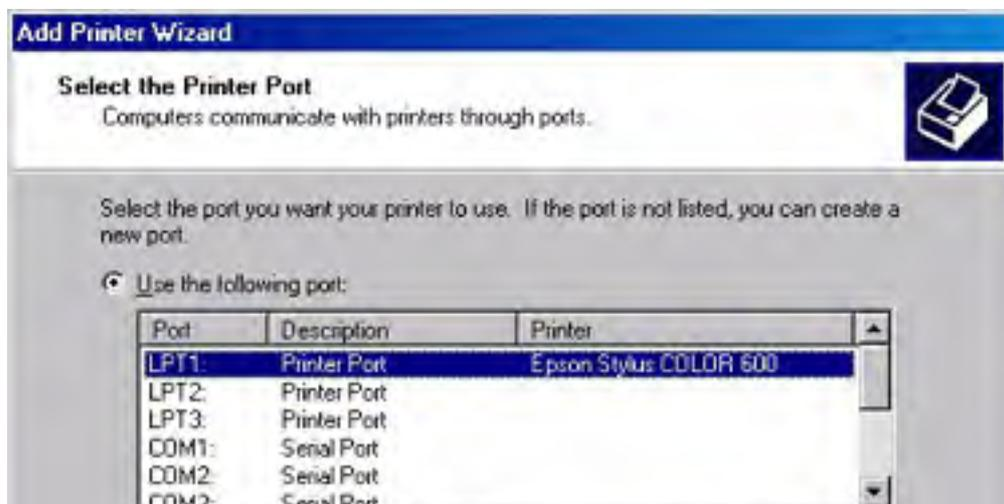 Add Printer Wizard
Select the Printer Port
Computers communicate with printers through ports.
Select the port you want your printer to use. If the port is not listed, you can create a
new port.
Use the following port:
Port Description Printer
LPT1: Printer Port Epson Stylus COLOR 600
LPT2: Printer Port
LPT3: Printer Port
COM1: Serial Port
COM2: Serial Port
COM3: Serial Port